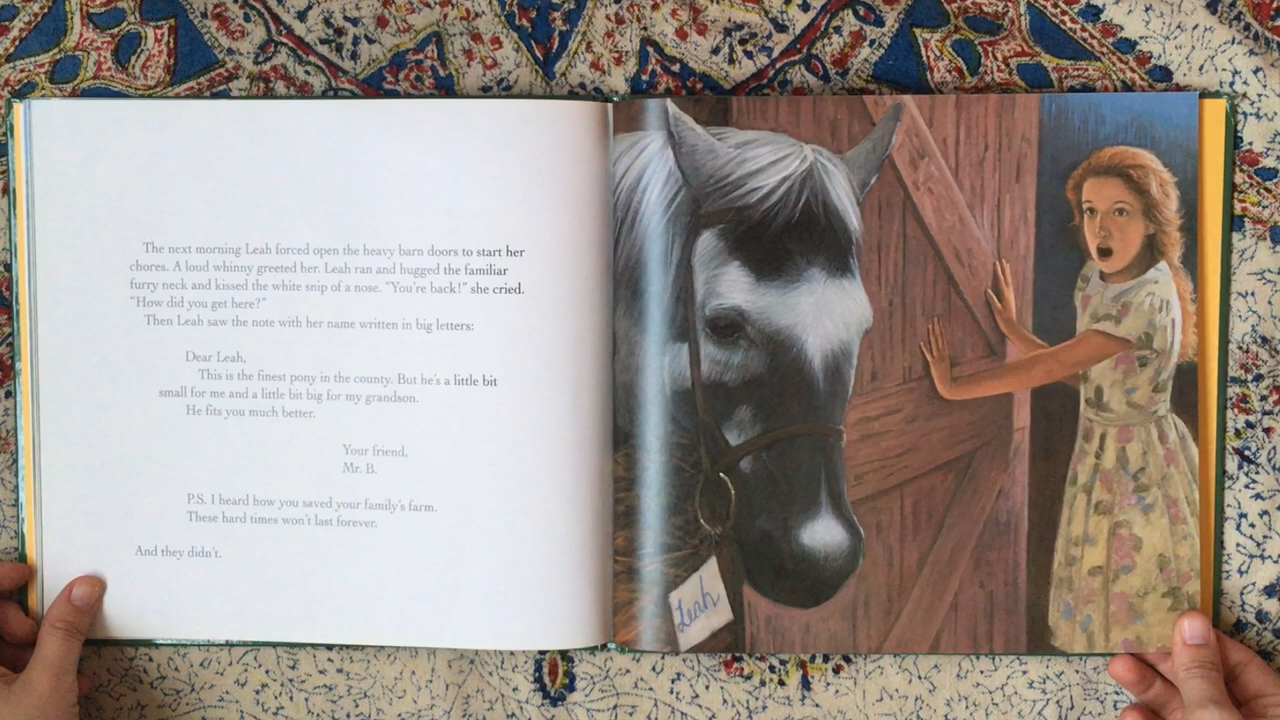 The next morning Leah forced open the heavy barn doors to start her
chores. A loud whinny greeted her. Leah ran and hugged the familiar
furry neck and kissed the white snip of a nose. “You’re back!” she cried.
“How did you get here?”
Then Leah saw the note with her name written in big letters:
Dear Leah,
This is the finest pony in the county. But he’s a little bit
small for me and a little bit big for my grandson.
He fits you much better.
Your friend,
Mr. B.
P.S. I heard how you saved your family’s farm.
These hard times won’t last forever.
And they didn’t.
Leah